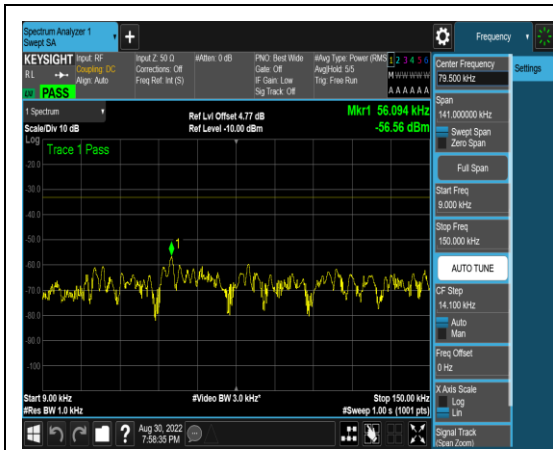 Spectrum Analyzer 1
Swept SA
Frequency
KEYSIGHT
RL
PASS
Input: RF
Coupling: DC
Align: Auto
Input Z: 50 Ω
Corrections: Off
Freq Ref: Int (S)
#Atten: 0 dB
PNO: Best Wide
Gate: Off
IF Gain: Low
Sig Track: Off
#Avg Type: Power (RMS
Avg|Hold: 5/5
Trig: Free Run
1 2 3 4 5 6
M W W W W W
A A A A A A
1 Spectrum
Scale/Div 10 dB
Log
Ref Lvl Offset 4.77 dB
Ref Level -10.00 dBm
Mkr1 56.094 kHz
-56.56 dBm
Trace 1 Pass
1
-20.0
-30.0
-40.0
-50.0
-60.0
-70.0
-80.0
-90.0
-100
Start 9.00 kHz
#Res BW 1.0 kHz
#Video BW 3.0 kHz*
Stop 150.00 kHz
#Sweep 1.00 s (1001 pts)
?
Aug 30, 2022
7:58:35 PM
Center Frequency
79.500 kHz
Span
141.000000 kHz
Swept Span
Zero Span
Full Span
Start Freq
9.000 kHz
Stop Freq
150.000 kHz
AUTO TUNE
CF Step
14.100 kHz
Auto
Man
Freq Offset
0 Hz
X Axis Scale
Log
Lin
Signal Track
(Span Zoom)
Settings